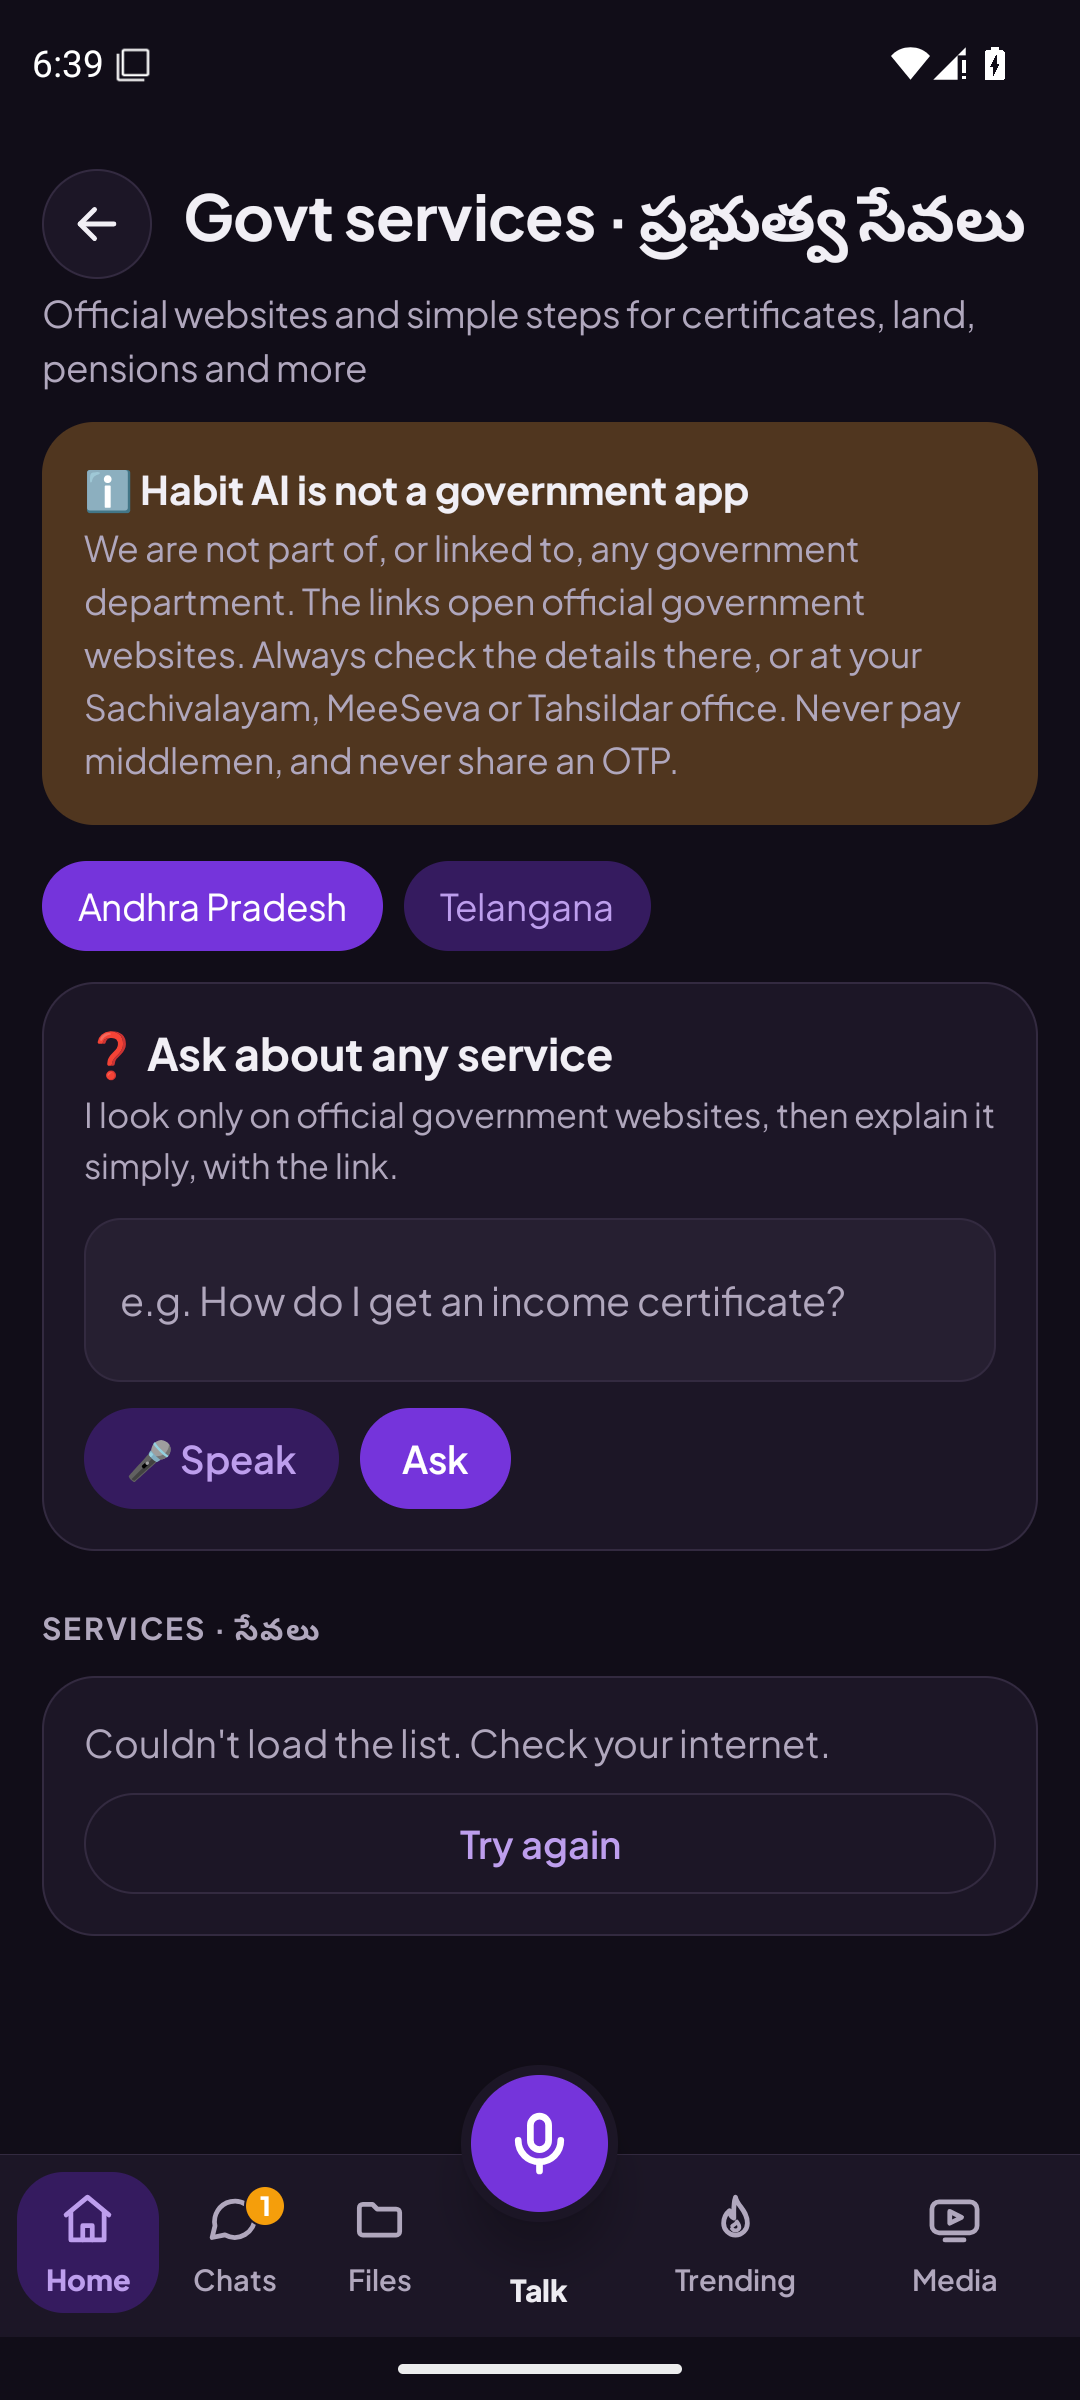 6:39
Govt services · ప్రభుత్వ సేవలు
Official websites and simple steps for certificates, land,
pensions and more
ℹ️ Habit AI is not a government app
We are not part of, or linked to, any government
department. The links open official government
websites. Always check the details there, or at your
Sachivalayam, MeeSeva or Tahsildar office. Never pay
middlemen, and never share an OTP.
Andhra Pradesh
Telangana
❓ Ask about any service
I look only on official government websites, then explain it
simply, with the link.
e.g. How do I get an income certificate?
🎤 Speak
Ask
SERVICES · సేవలు
Couldn't load the list. Check your internet.
Try again
1
Home
Chats
Files
Talk
Trending
Media